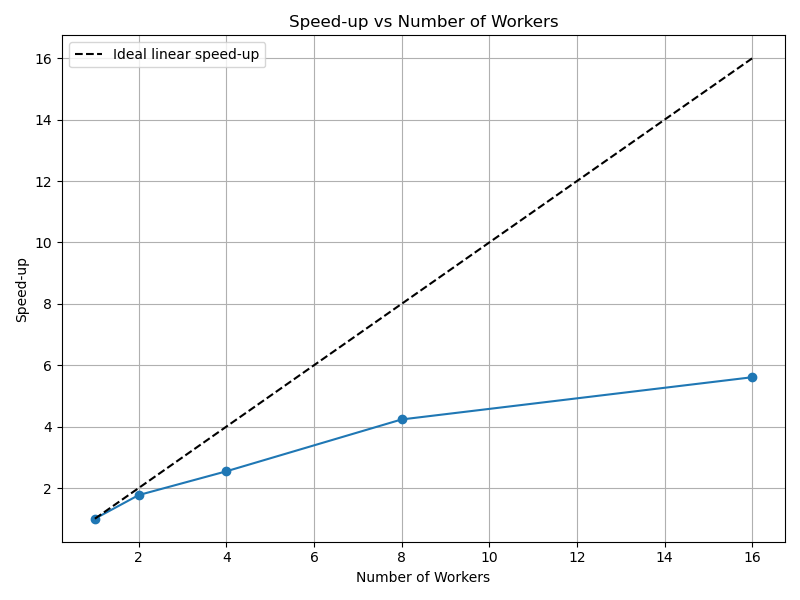 Speed-up vs Number of Workers
Ideal linear speed-up
16
14
12
10
8
6
4
2
Speed-up
2 4 6 8 10 12 14 16
Number of Workers